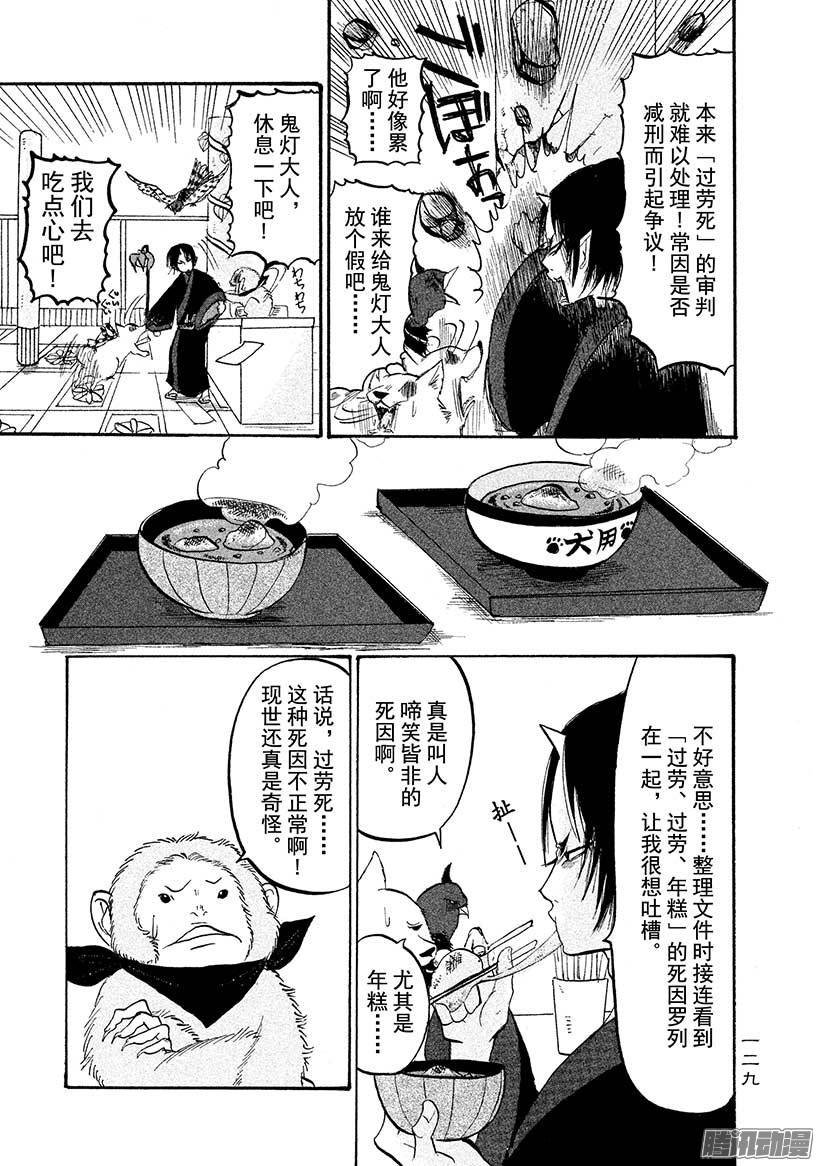 本来「过劳死」的审判
就难以处理！常因是否
减刑而引起争议！
他好像累
了啊……
谁来给鬼灯大人
放个假吧……
鬼灯大人，
休息一下吧！
我们去
吃点心吧！
わちわち
犬用
不好意思……整理文件时接连看到
「过劳、过劳、年糕」的死因罗列
在一起，让我很想吐槽。
扯——
真是叫人
啼笑皆非的
死因啊。
尤其是
年糕……
话说，过劳死……
这种死因不正常啊！
现世还真是奇怪。
一二九
腾讯动漫